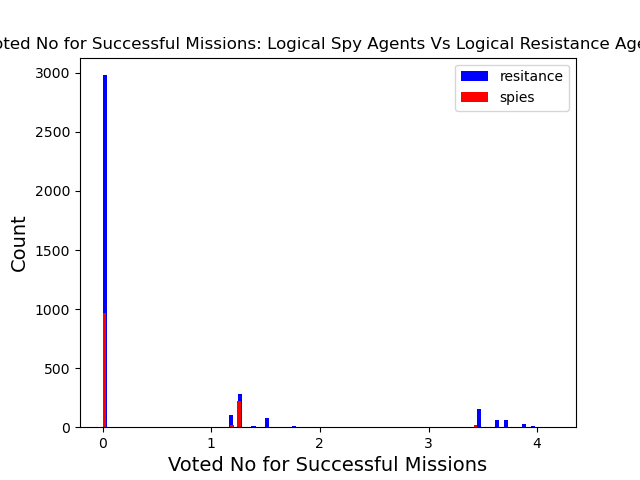 oted No for Successful Missions: Logical Spy Agents Vs Logical Resistance Age
resitance
spies
3000
2500
2000
1500
1000
500
0
Count
0 1 2 3 4
Voted No for Successful Missions